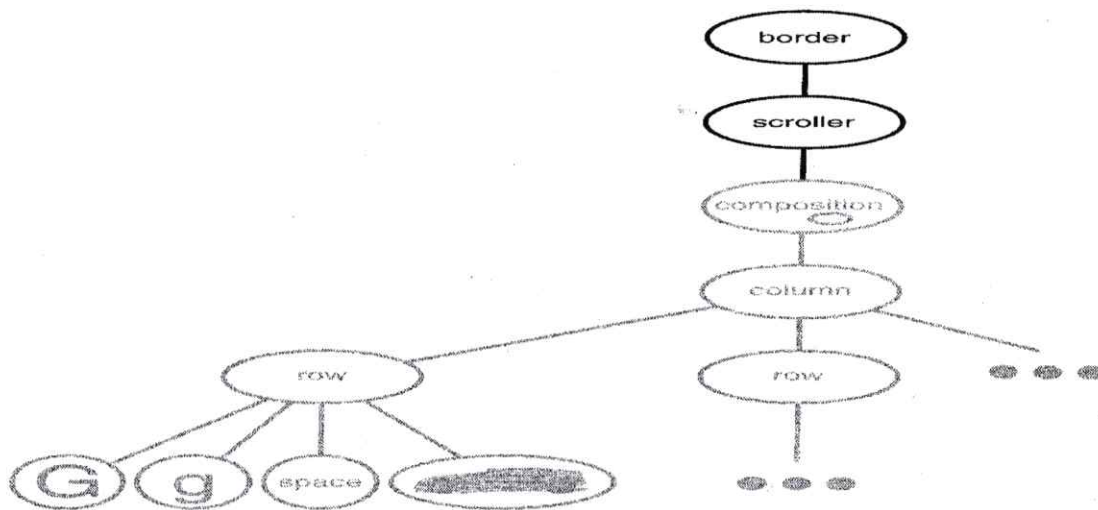 border
scroller
composition
column
row
row
G
g
space